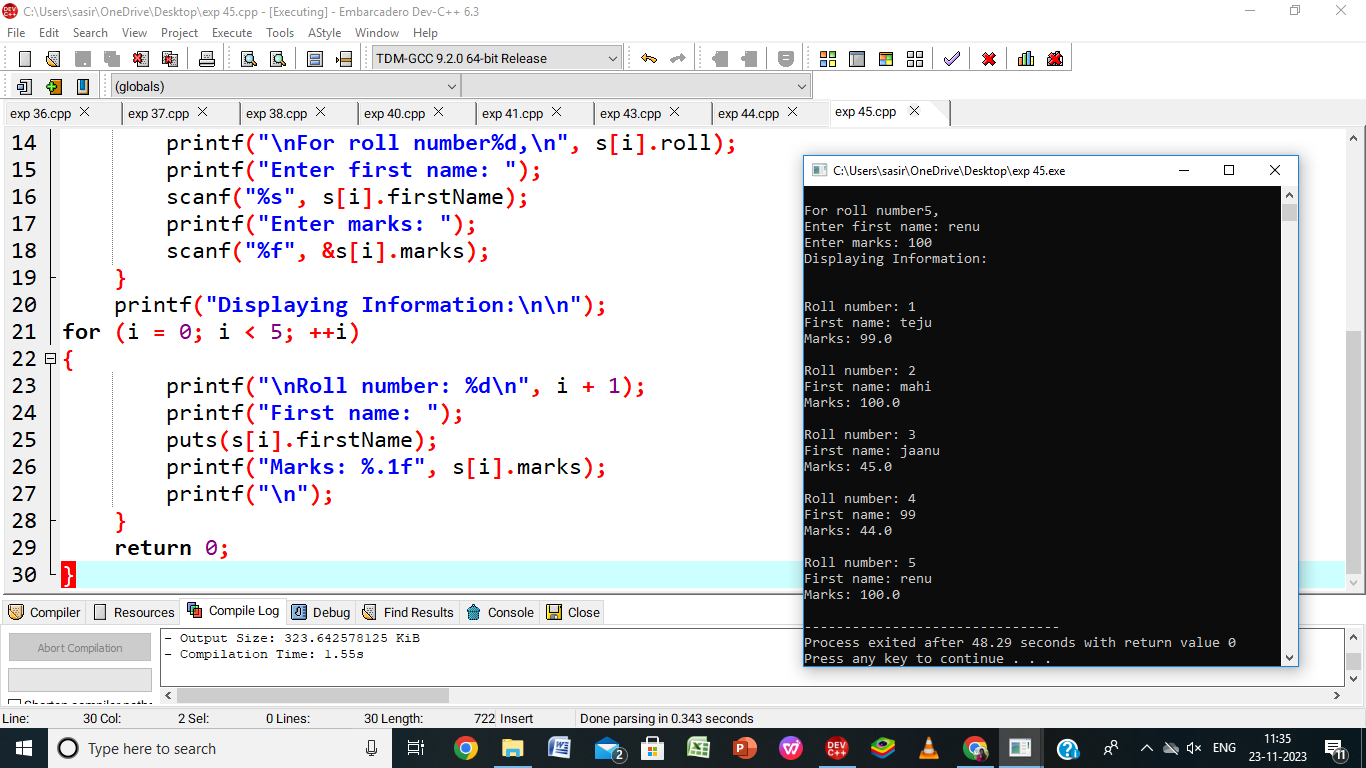 C:\Users\sasir\OneDrive\Desktop\exp 45.cpp - [Executing] - Embarcadero Dev-C++ 6.3
File Edit Search View Project Execute Tools AStyle Window Help
TDM-GCC 9.2.0 64-bit Release
(globals)
exp 36.cpp exp 37.cpp exp 38.cpp exp 40.cpp exp 41.cpp exp 43.cpp exp 44.cpp exp 45.cpp
14 printf("\nFor roll number%d,\n", s[i].roll);
15 printf("Enter first name: ");
16 scanf("%s", s[i].firstName);
17 printf("Enter marks: ");
18 scanf("%f", &s[i].marks);
19 }
20 printf("Displaying Information:\n\n");
21 for (i = 0; i < 5; ++i)
22 {
23 printf("\nRoll number: %d\n", i + 1);
24 printf("First name: ");
25 puts(s[i].firstName);
26 printf("Marks: %.1f", s[i].marks);
27 printf("\n");
28 }
29 return 0;
30 }
C:\Users\sasir\OneDrive\Desktop\exp 45.exe
For roll number5,
Enter first name: renu
Enter marks: 100
Displaying Information:
Roll number: 1
First name: teju
Marks: 99.0
Roll number: 2
First name: mahi
Marks: 100.0
Roll number: 3
First name: jaanu
Marks: 45.0
Roll number: 4
First name: 99
Marks: 44.0
Roll number: 5
First name: renu
Marks: 100.0
--------------------------------
Process exited after 48.29 seconds with return value 0
Press any key to continue . . .
Compiler Resources Compile Log Debug Find Results Console Close
Abort Compilation
- Output Size: 323.642578125 KiB
- Compilation Time: 1.55s
Shorten compiler paths
Line: 30 Col: 2 Sel: 0 Lines: 30 Length: 722 Insert Done parsing in 0.343 seconds
Type here to search
2
DEV C++
ENG
11:35
23-11-2023
11